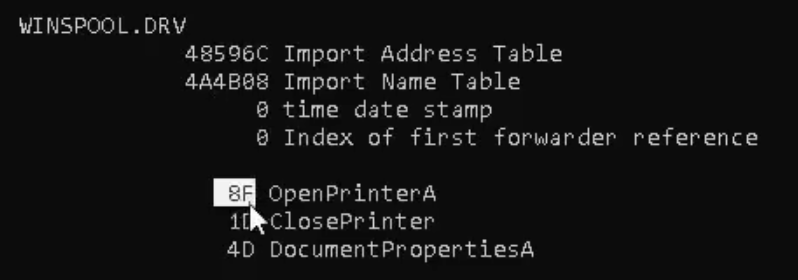 WINSPOOL.DRV
48596C Import Address Table
4A4B08 Import Name Table
0 time date stamp
0 Index of first forwarder reference
8F OpenPrinterA
1D ClosePrinter
4D DocumentPropertiesA